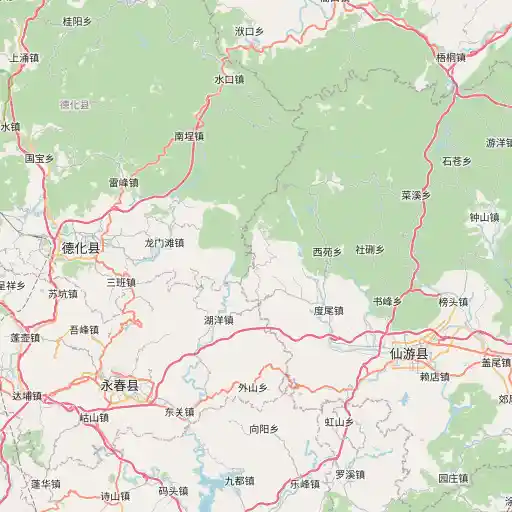 桂阳乡
洑口乡
上涌镇
梧桐镇
水口镇
德化县
水镇
南埕镇
游洋镇
国宝乡
石苍乡
雷峰镇
菜溪乡
钟山镇
德化县
龙门滩镇
西苑乡
社硎乡
呈祥乡
三班镇
苏坑镇
书峰乡
榜头镇
度尾镇
湖洋镇
吾峰镇
蓬壶镇
仙游县
盖尾镇
赖店镇
永春县
外山乡
达埔镇
岵山镇
东关镇
虹山乡
向阳乡
罗溪镇
园庄镇
蓬华镇
诗山镇
码头镇
九都镇
乐峰镇